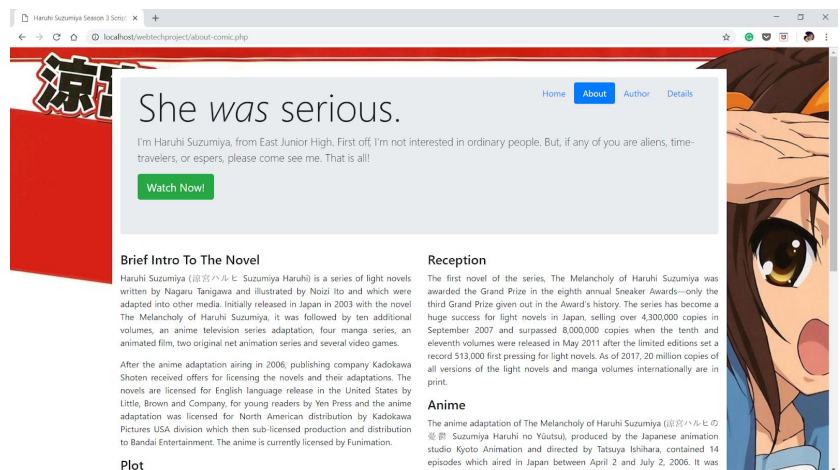 Haruhi Suzumiya Season 3 Script
localhost/webtechproject/about-comic.php
涼宮
Home About Author Details
She was serious.
I'm Haruhi Suzumiya, from East Junior High. First off, I'm not interested in ordinary people. But, if any of you are aliens, time-
travelers, or espers, please come see me. That is all!
Watch Now!
Brief Intro To The Novel
Haruhi Suzumiya (涼宮ハルヒ Suzumiya Haruhi) is a series of light novels
written by Nagaru Tanigawa and illustrated by Noizi Ito and which were
adapted into other media. Initially released in Japan in 2003 with the novel
The Melancholy of Haruhi Suzumiya, it was followed by ten additional
volumes, an anime television series adaptation, four manga series, an
animated film, two original net animation series and several video games.
After the anime adaptation airing in 2006, publishing company Kadokawa
Shoten received offers for licensing the novels and their adaptations. The
novels are licensed for English language release in the United States by
Little, Brown and Company, for young readers by Yen Press and the anime
adaptation was licensed for North American distribution by Kadokawa
Pictures USA division which then sub-licensed production and distribution
to Bandai Entertainment. The anime is currently licensed by Funimation.
Plot
Reception
The first novel of the series, The Melancholy of Haruhi Suzumiya was
awarded the Grand Prize in the eighth annual Sneaker Awards—only the
third Grand Prize given out in the Award's history. The series has become a
huge success for light novels in Japan, selling over 4,300,000 copies in
September 2007 and surpassed 8,000,000 copies when the tenth and
eleventh volumes were released in May 2011 after the limited editions set a
record 513,000 first pressing for light novels. As of 2017, 20 million copies of
all versions of the light novels and manga volumes internationally are in
print.
Anime
The anime adaptation of The Melancholy of Haruhi Suzumiya (涼宮ハルヒの
憂鬱 Suzumiya Haruhi no Yūutsu), produced by the Japanese animation
studio Kyoto Animation and directed by Tatsuya Ishihara, contained 14
episodes which aired in Japan between April 2 and July 2, 2006. It was